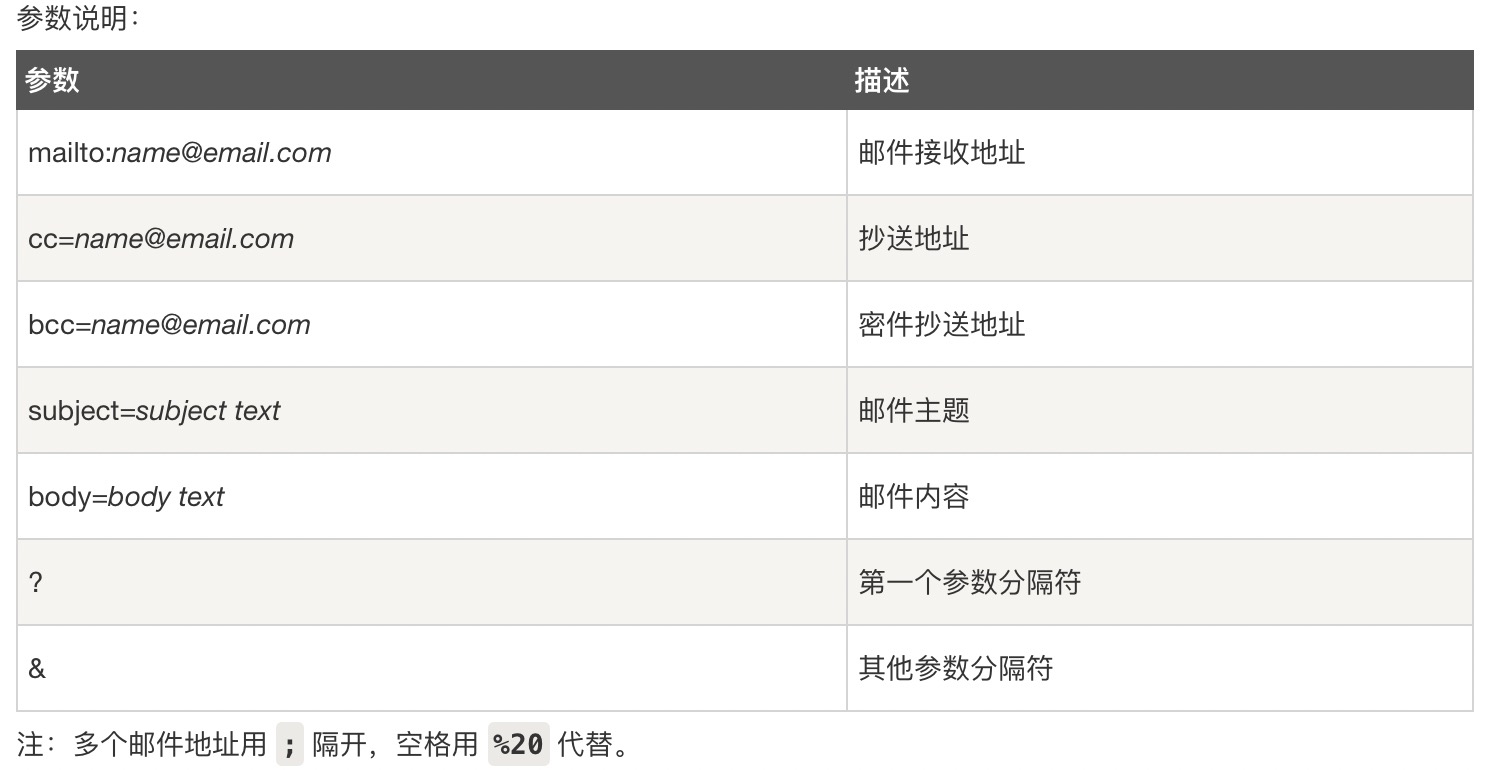 参数说明：
参数 描述
mailto:name@email.com 邮件接收地址
cc=name@email.com 抄送地址
bcc=name@email.com 密件抄送地址
subject=subject text 邮件主题
body=body text 邮件内容
? 第一个参数分隔符
& 其他参数分隔符
注：多个邮件地址用 ; 隔开，空格用 %20 代替。